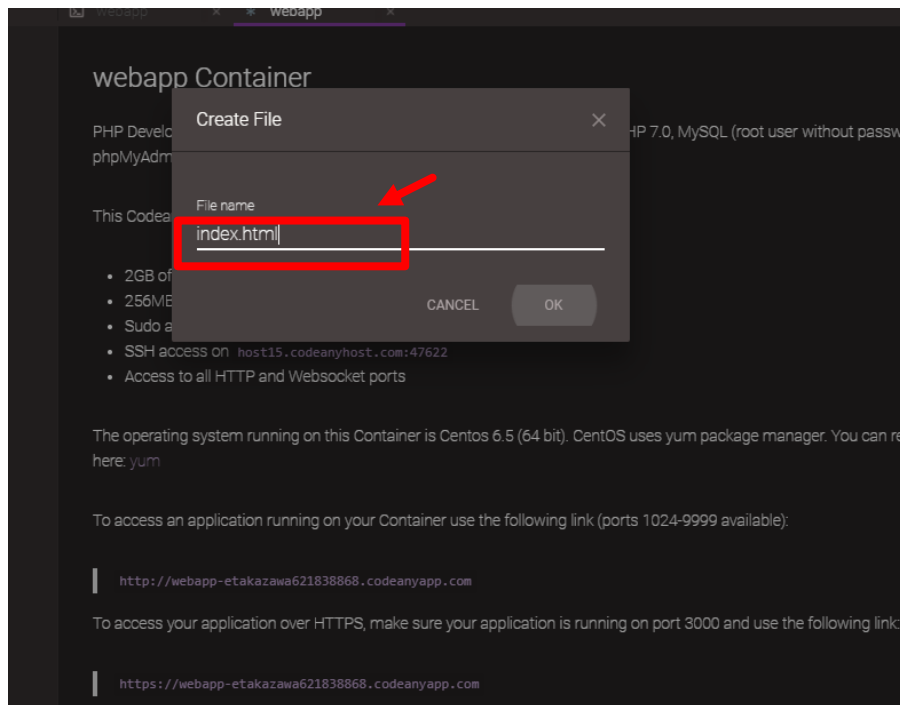 webapp × * webapp ×
webapp Container
Create File ×
PHP Develo HP 7.0, MySQL (root user without passw
phpMyAdm
File name
This Codea
index.html
2GB of
256ME
CANCEL OK
Sudo a
SSH access on host15.codeanyhost.com:47622
Access to all HTTP and Websocket ports
The operating system running on this Container is Centos 6.5 (64 bit). CentOS uses yum package manager. You can re
here: yum
To access an application running on your Container use the following link (ports 1024-9999 available):
http://webapp-etakazawa621838868.codeanyapp.com
To access your application over HTTPS, make sure your application is running on port 3000 and use the following link:
https://webapp-etakazawa621838868.codeanyapp.com